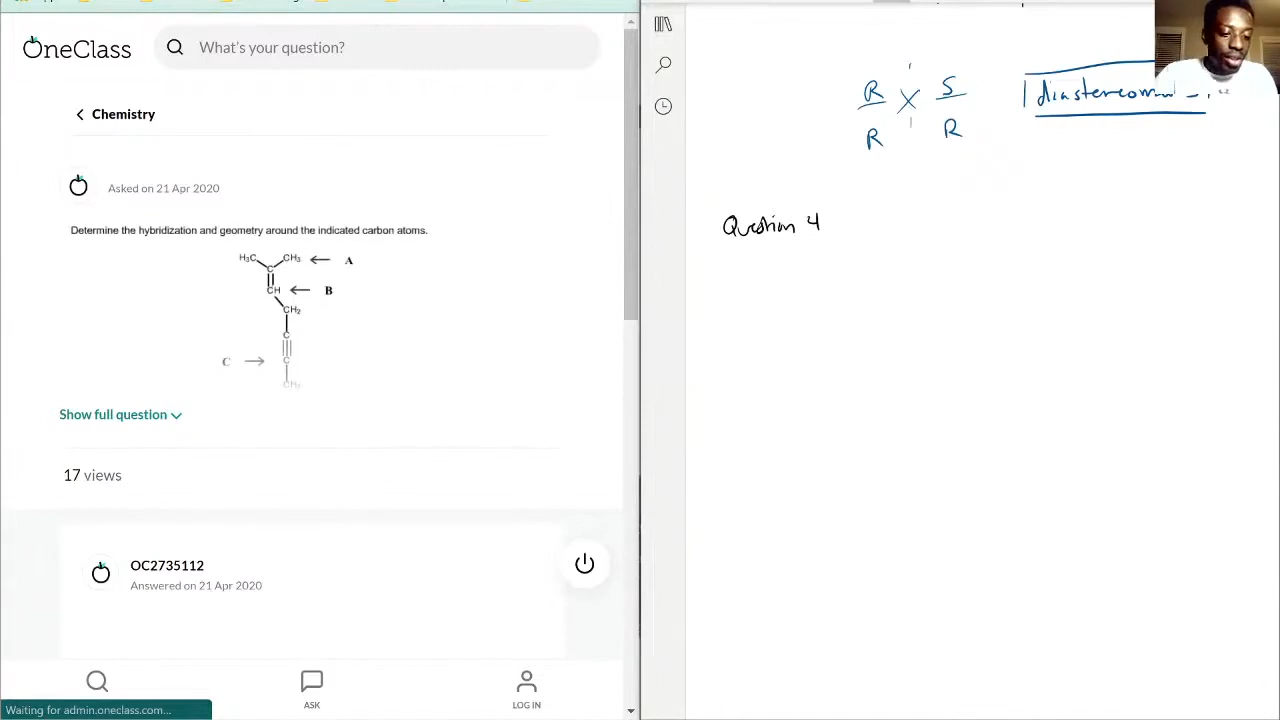 OneClass
What's your question?
Chemistry
Asked on 21 Apr 2020
Determine the hybridization and geometry around the indicated carbon atoms.
H₃C CH₃ ← A
C
CH ← B
CH₂
C
C → C
CH₃
Show full question
17 views
OC2735112
Answered on 21 Apr 2020
ASK
LOG IN
Waiting for admin.oneclass.com...
R X S
R R
Question 4